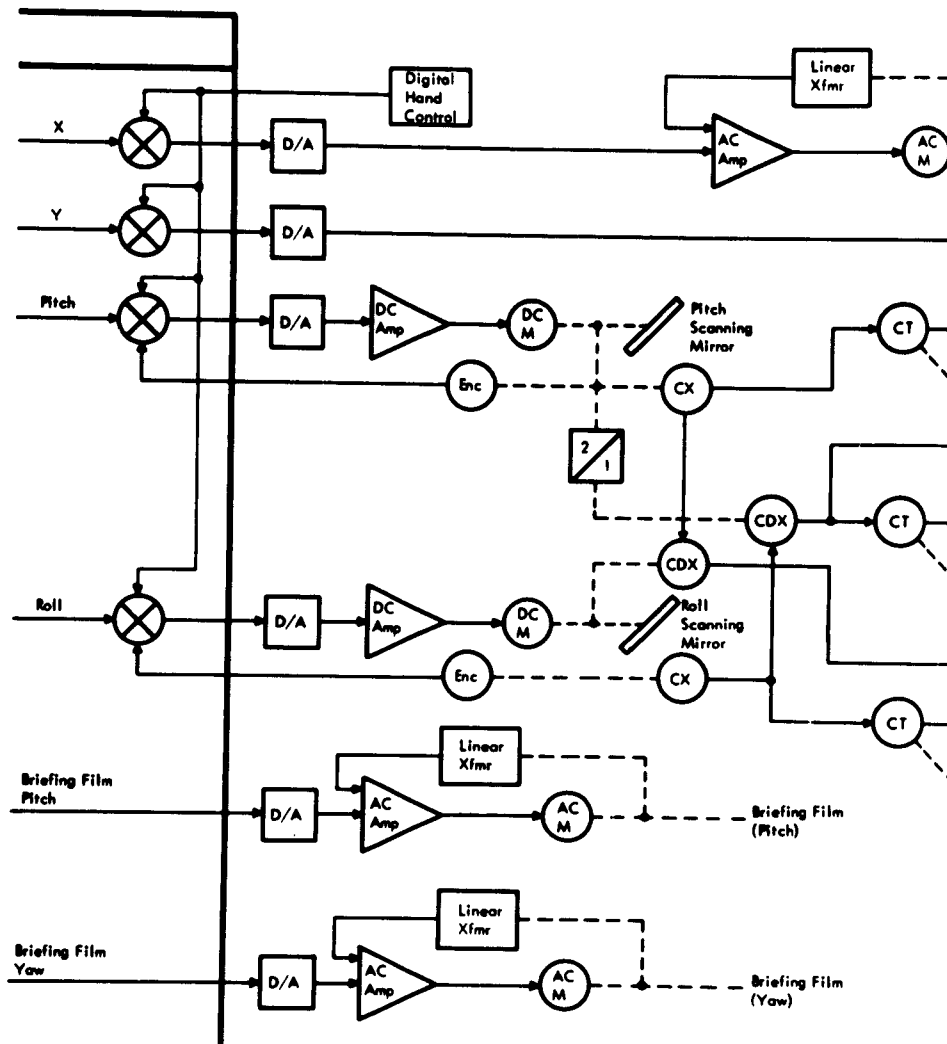 Digital
Hand
Control
Linear
Xfmr
X
D/A
AC
Amp
AC
M
Y
D/A
Pitch
D/A
DC
Amp
DC
M
Pitch
Scanning
Mirror
CT
Enc
CX
2/1
CDX
CT
CDX
Roll
D/A
DC
Amp
DC
M
Roll
Scanning
Mirror
Enc
CX
CT
Linear
Xfmr
Briefing Film
Pitch
D/A
AC
Amp
AC
M
Briefing Film
(Pitch)
Linear
Xfmr
Briefing Film
Yaw
D/A
AC
Amp
AC
M
Briefing Film
(Yaw)